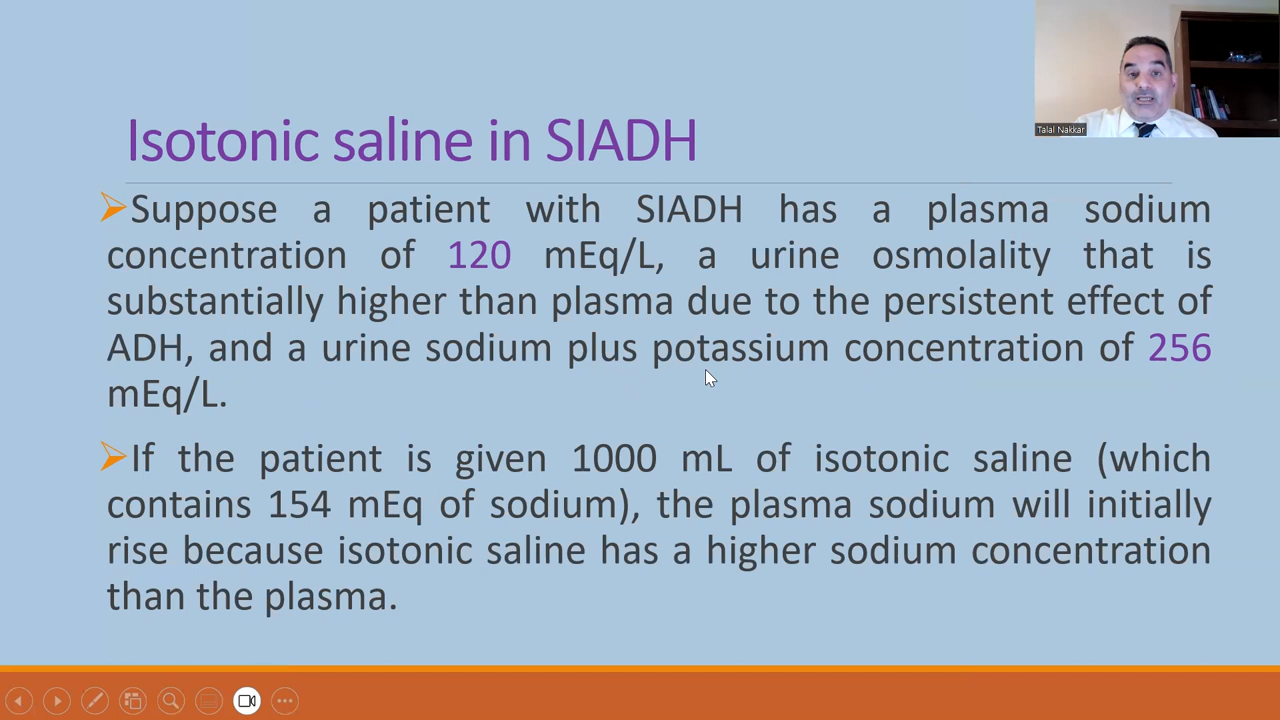 Talal Nakkar
Isotonic saline in SIADH
Suppose a patient with SIADH has a plasma sodium
concentration of 120 mEq/L, a urine osmolality that is
substantially higher than plasma due to the persistent effect of
ADH, and a urine sodium plus potassium concentration of 256
mEq/L.
If the patient is given 1000 mL of isotonic saline (which
contains 154 mEq of sodium), the plasma sodium will initially
rise because isotonic saline has a higher sodium concentration
than the plasma.